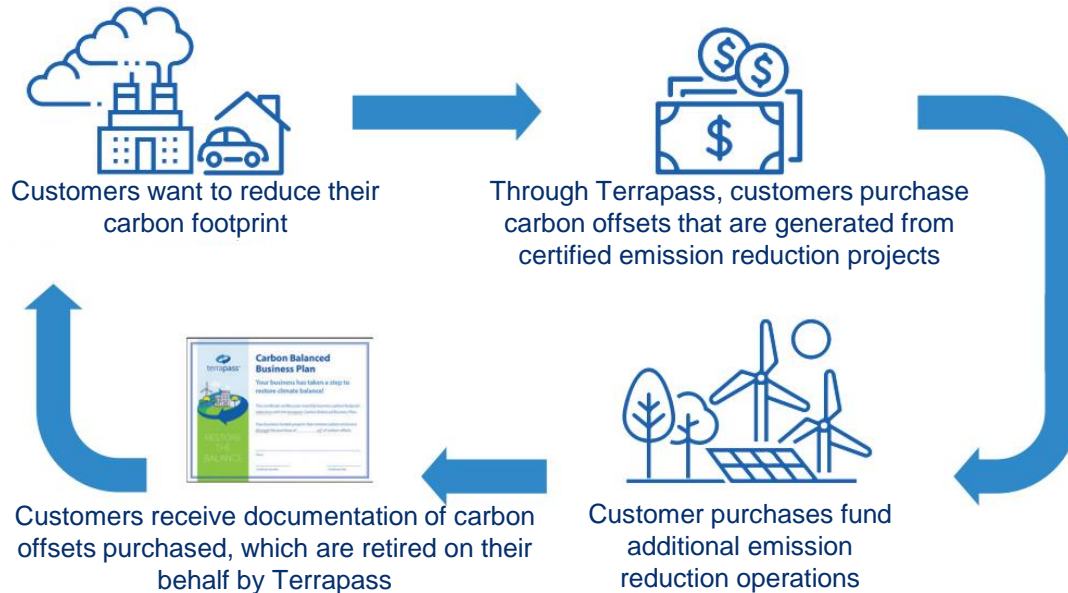 Customers want to reduce their
carbon footprint
$ $
$
Through Terrapass, customers purchase
carbon offsets that are generated from
certified emission reduction projects
terrapass
RESTORE
THE
BALANCE
Carbon Balanced
Business Plan
Your business has taken a step to
restore climate balance!
Customers receive documentation of carbon
offsets purchased, which are retired on their
behalf by Terrapass
Customer purchases fund
additional emission
reduction operations